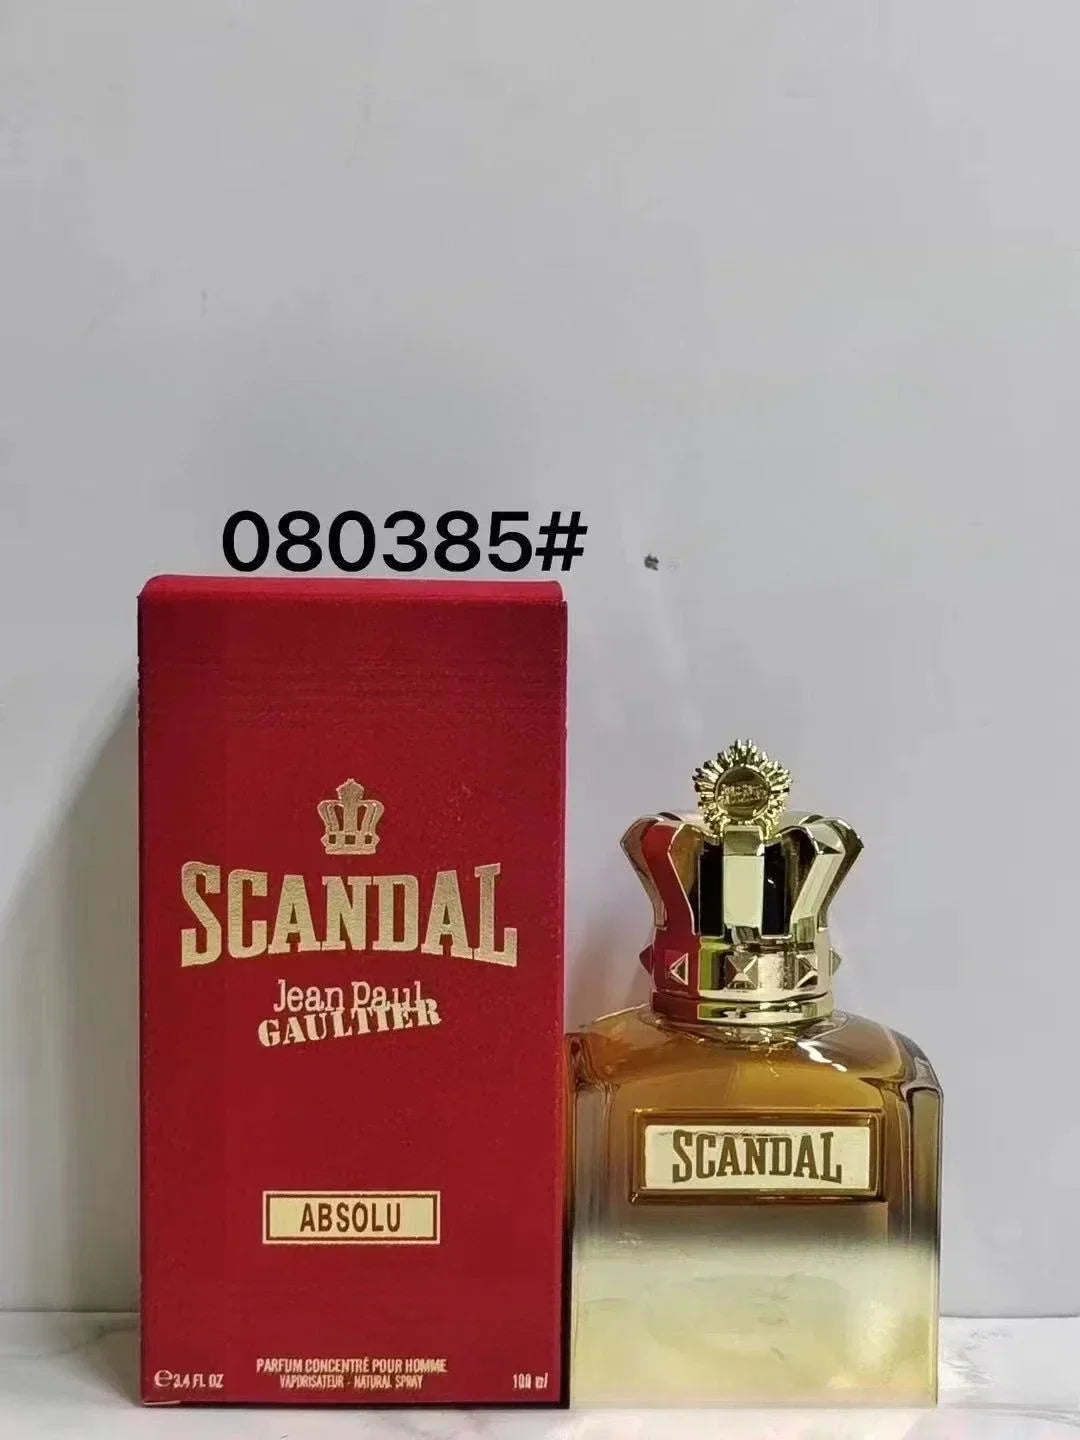 080385#
SCANDAL
Jean Paul
GAULTIER
ABSOLU
PARFUM CONCENTRÉ POUR HOMME
VAPORISATEUR - NATURAL SPRAY
e 3.4 FL OZ
100 ml
SCANDAL